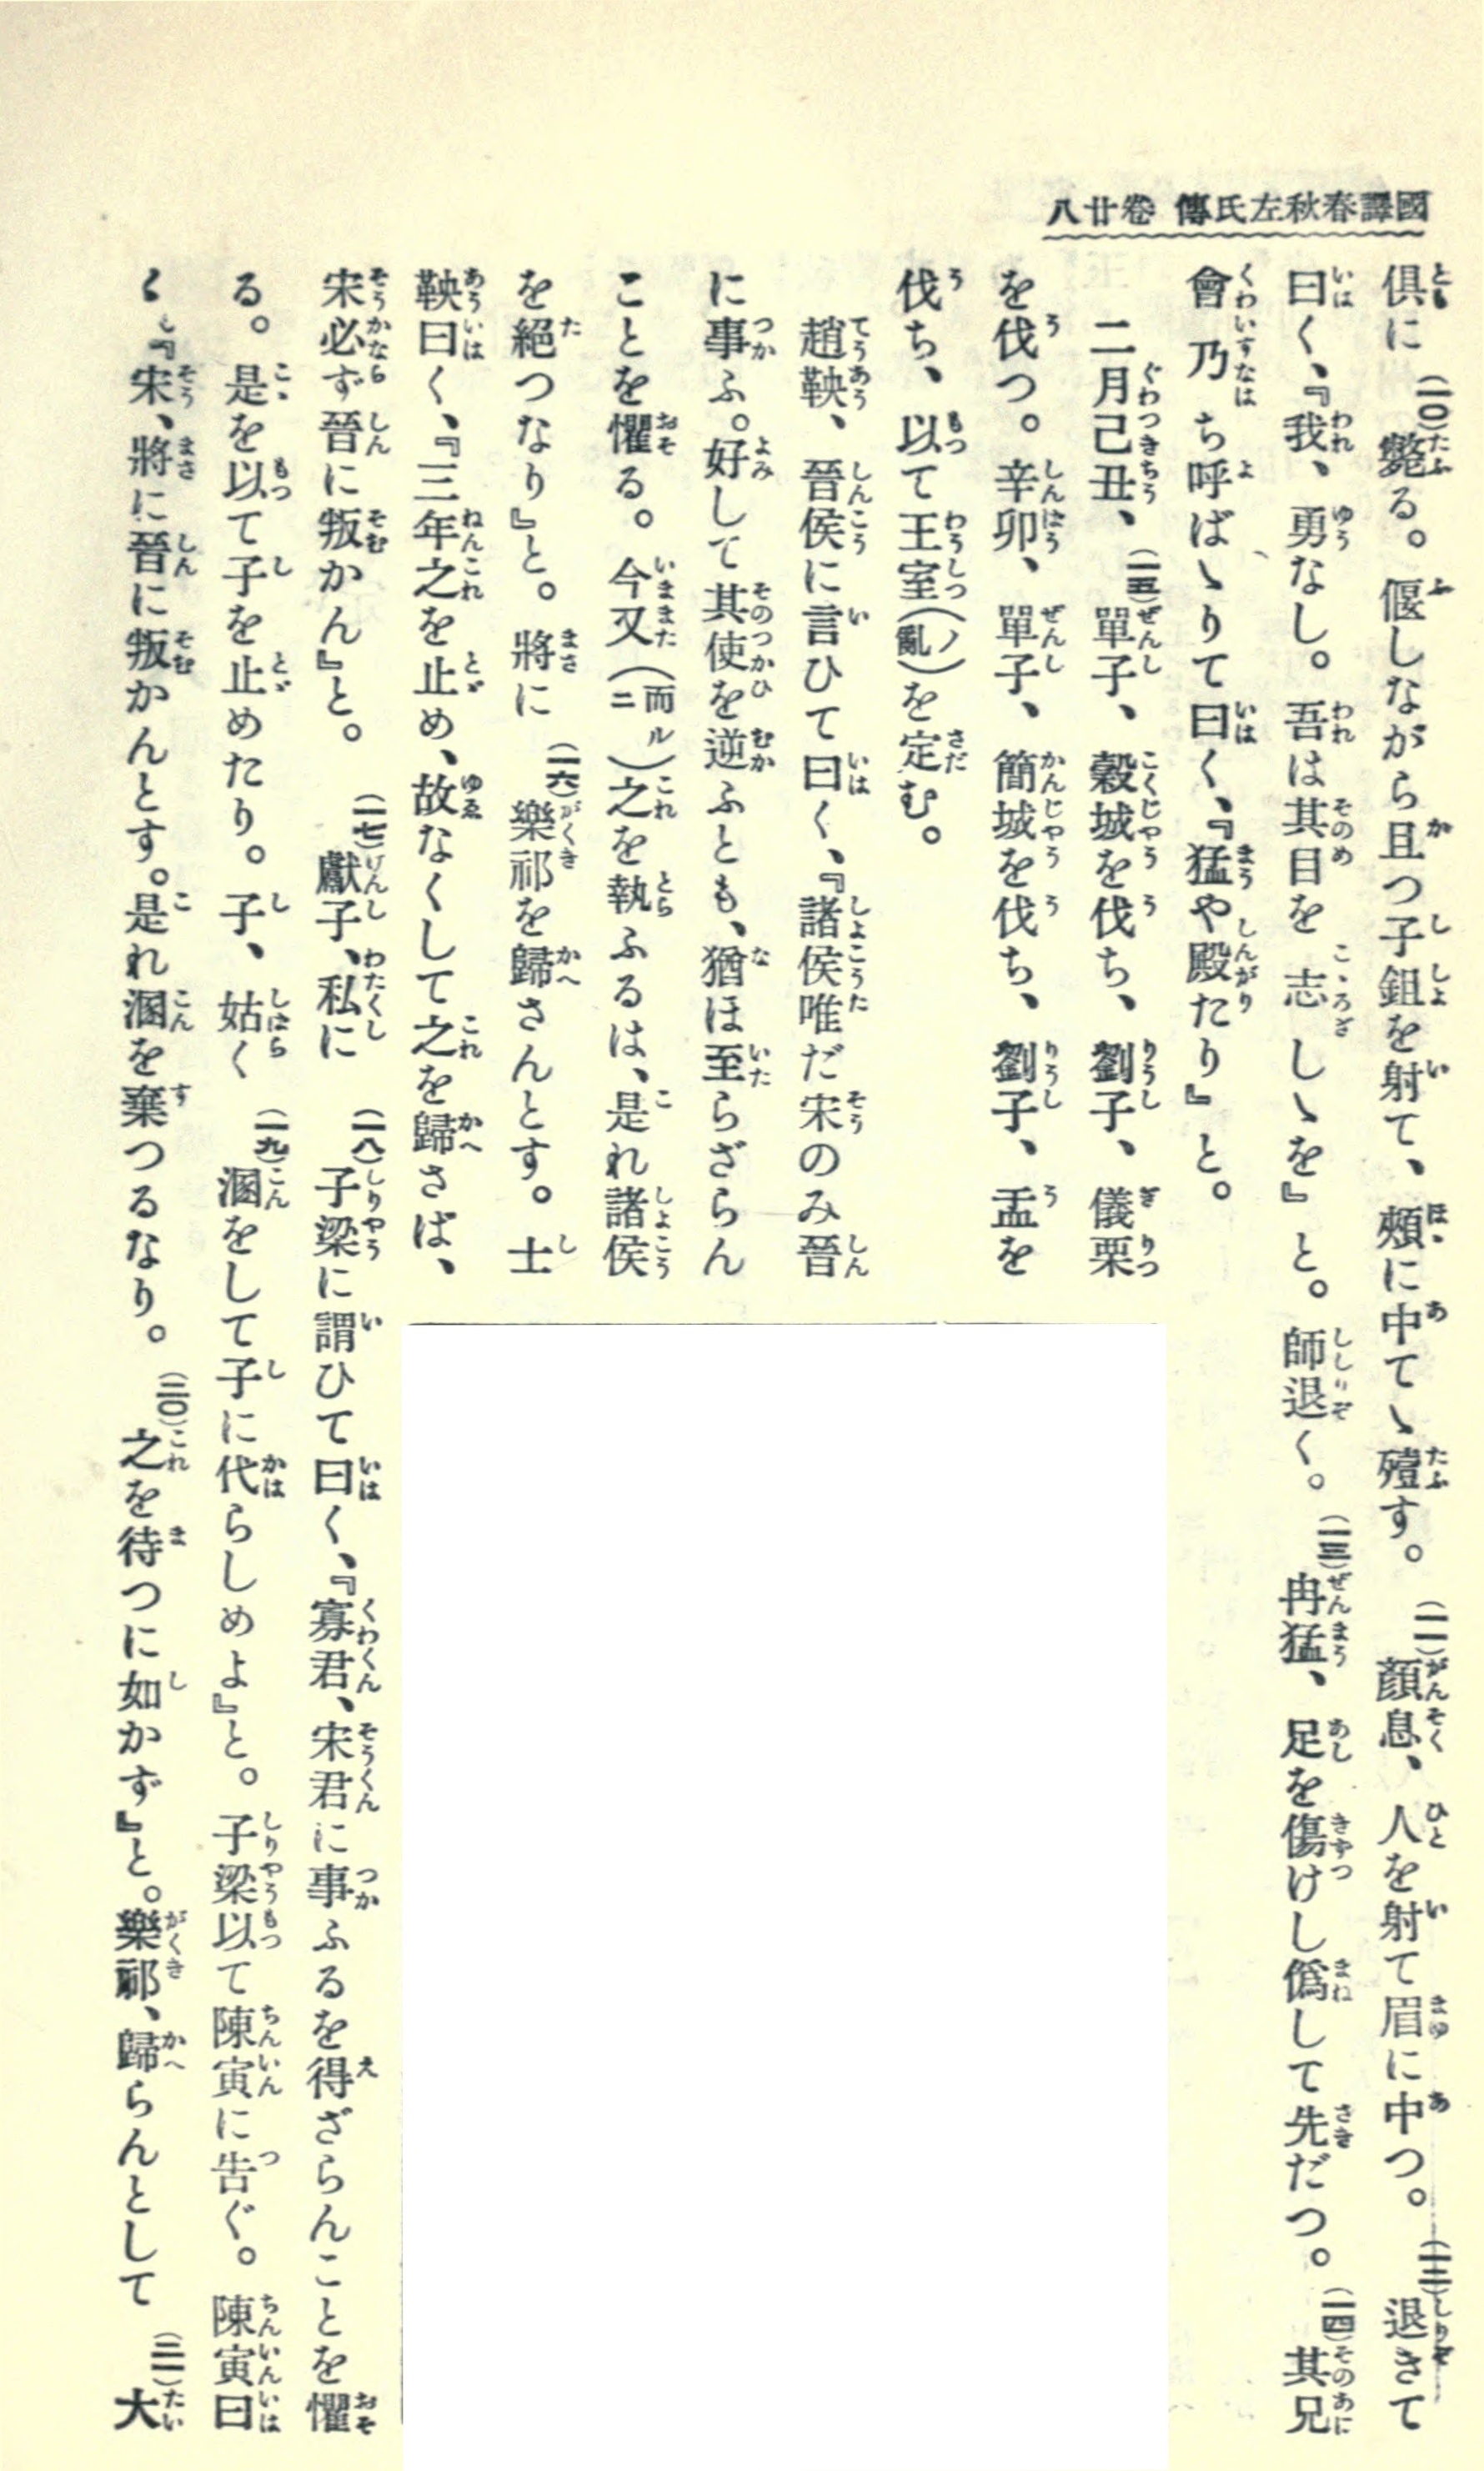 國譯春秋左氏傳 卷廿八
俱に(一〇)斃る。偃しながら且つ子鉏を射て、頰に中てゝ殪す。(一一)顏息、人を射て眉に中つ。(一二)退きて
曰く、『我、勇なし。吾は其目を志しゝを』と。師退く。(一三)冉猛、足を傷けし僞して先だつ。(一四)其兄
會乃ち呼ばゝりて曰く、『猛や殿たり』と。
二月己丑、(一五)單子、穀城を伐ち、劉子、儀栗
を伐つ。辛卯、單子、簡城を伐ち、劉子、盂を
伐ち、以て王室(ノ亂)を定む。
趙鞅、晉侯に言ひて曰く、『諸侯唯だ宋のみ晉
に事ふ。好して其使を逆ふとも、猶ほ至らざらん
ことを懼る。今又(而ルニ)之を執ふるは、是れ諸侯
を絕つなり』と。將に(一六)樂祁を歸さんとす。士
鞅曰く、『三年之を止め、故なくして之を歸さば、
宋必ず晉に叛かん』と。(一七)獻子、私に(一八)子梁に謂ひて曰く、『寡君、宋君に事ふるを得ざらんことを懼
る。是を以て子を止めたり。子、姑く(一九)溷をして子に代らしめよ』と。子梁以て陳寅に吿ぐ。陳寅曰
く『宋、將に晉に叛かんとす。是れ溷を棄つるなり。(二〇)之を待つに如かず』と。樂祁、歸らんとして(二一)大